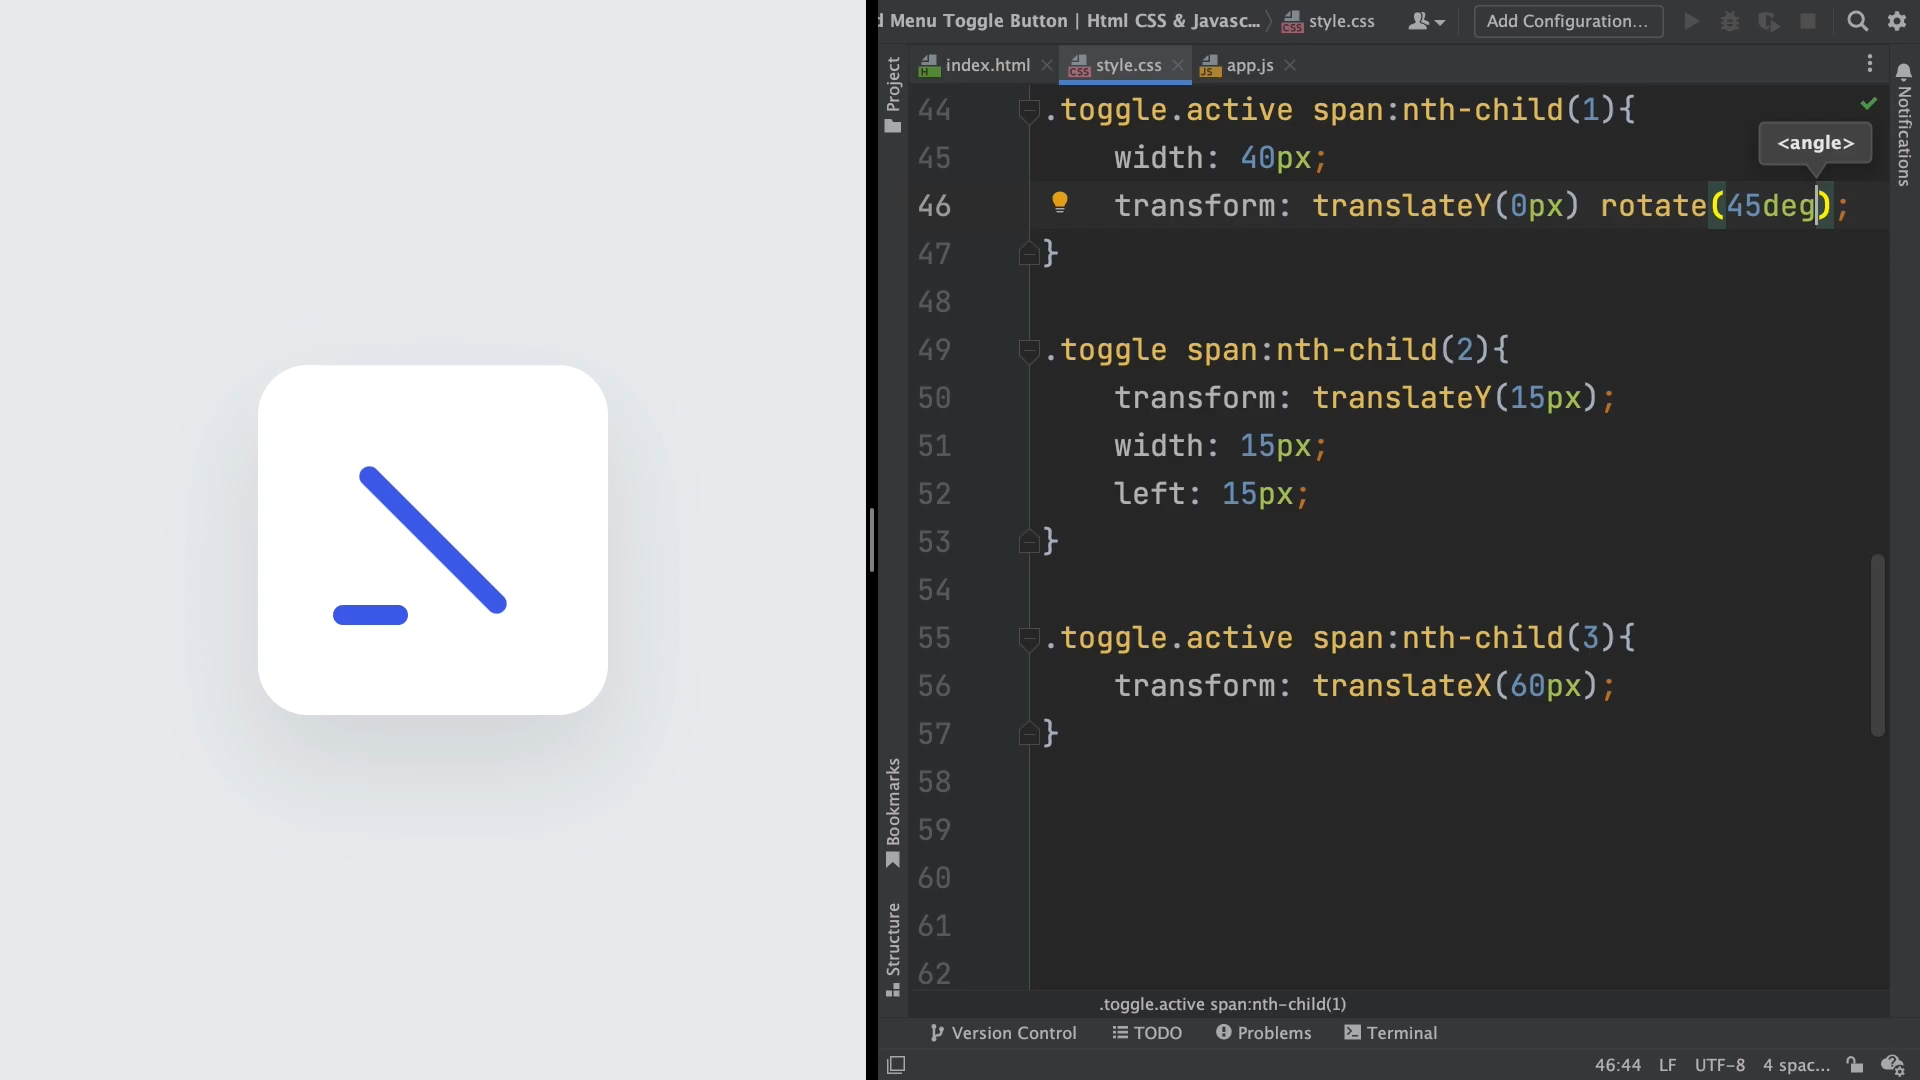 d Menu Toggle Button | Html CSS & Javasc... style.css Add Configuration...
index.html style.css app.js
Project
Notifications
<angle>
44 .toggle.active span:nth-child(1){
45 width: 40px;
46 transform: translateY(0px) rotate(45deg);
47 }
48
49 .toggle span:nth-child(2){
50 transform: translateY(15px);
51 width: 15px;
52 left: 15px;
53 }
54
55 .toggle.active span:nth-child(3){
56 transform: translateX(60px);
57 }
58
59
60
61
62
Bookmarks
Structure
.toggle.active span:nth-child(1)
Version Control TODO Problems Terminal
46:44 LF UTF-8 4 spac...